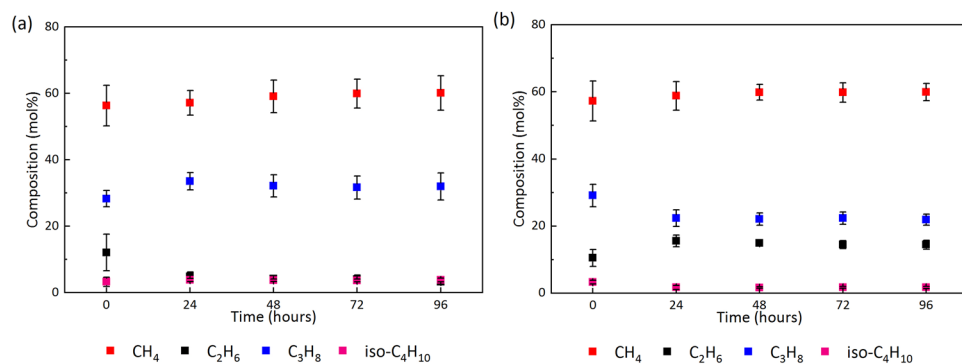 (a)
80
60
40
20
0
Composition (mol%)
0 24 48 72 96
Time (hours)
CH₄ C₂H₆ C₃H₈ iso-C₄H₁₀
(b)
80
60
40
20
0
Composition (mol%)
0 24 48 72 96
Time (hours)
CH₄ C₂H₆ C₃H₈ iso-C₄H₁₀